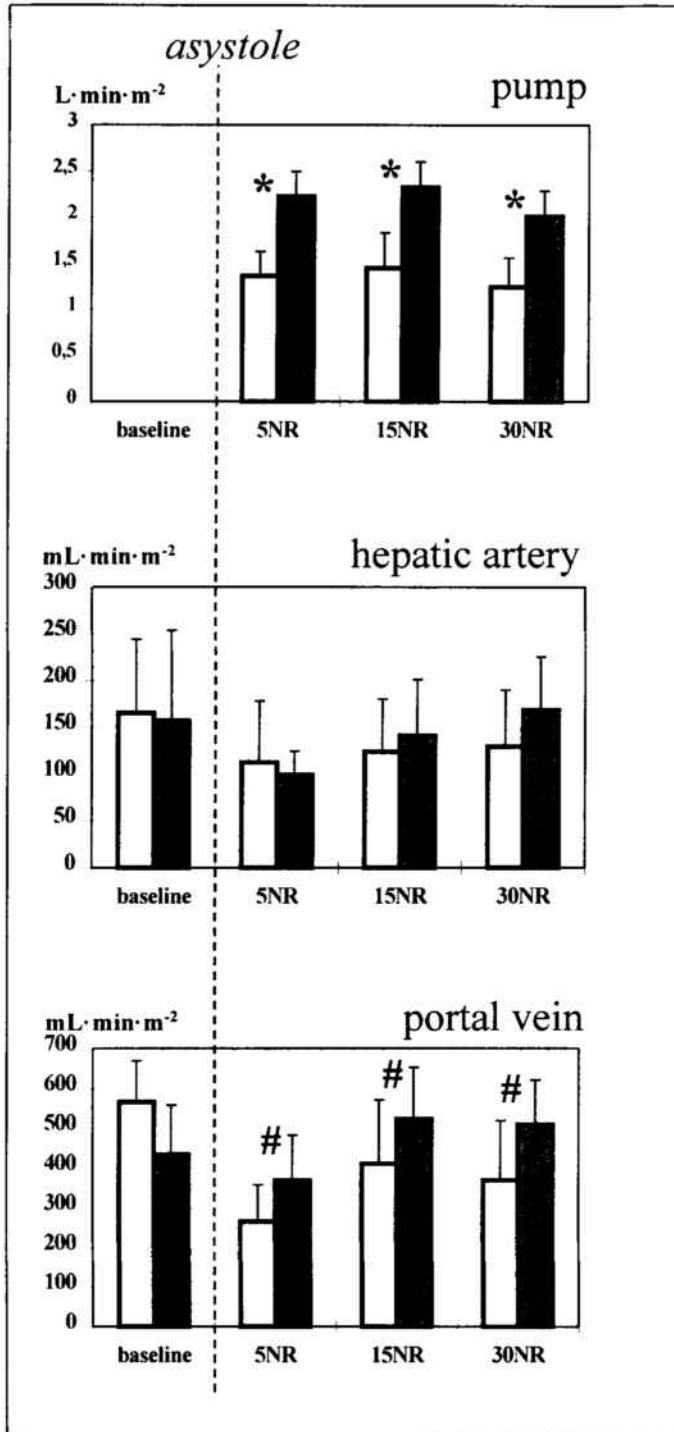 asystole
L·min·m-2 pump
3
2,5
2
1,5
1
0,5
0
* * *
baseline 5NR 15NR 30NR
mL·min·m-2 hepatic artery
300
250
200
150
100
50
0
baseline 5NR 15NR 30NR
mL·min·m-2 portal vein
700
600
500
400
300
200
100
0
# # #
baseline 5NR 15NR 30NR